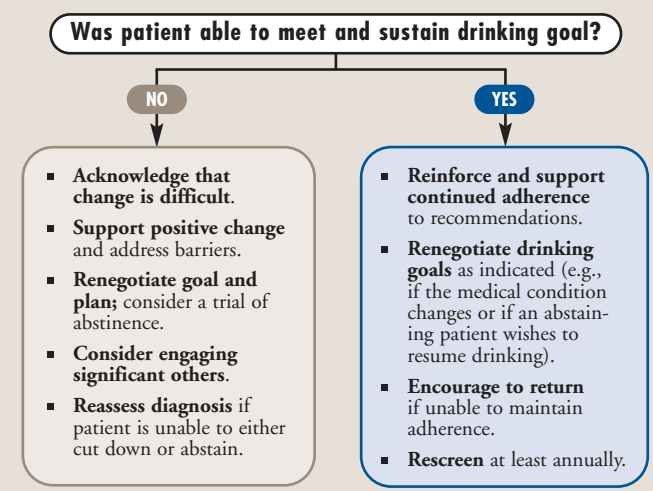 Was patient able to meet and sustain drinking goal?
NO
▪ Acknowledge that
change is difficult.
▪ Support positive change
and address barriers.
▪ Renegotiate goal and
plan; consider a trial of
abstinence.
▪ Consider engaging
significant others.
▪ Reassess diagnosis if
patient is unable to either
cut down or abstain.
YES
▪ Reinforce and support
continued adherence
to recommendations.
▪ Renegotiate drinking
goals as indicated (e.g.,
if the medical condition
changes or if an abstain-
ing patient wishes to
resume drinking).
▪ Encourage to return
if unable to maintain
adherence.
▪ Rescreen at least annually.